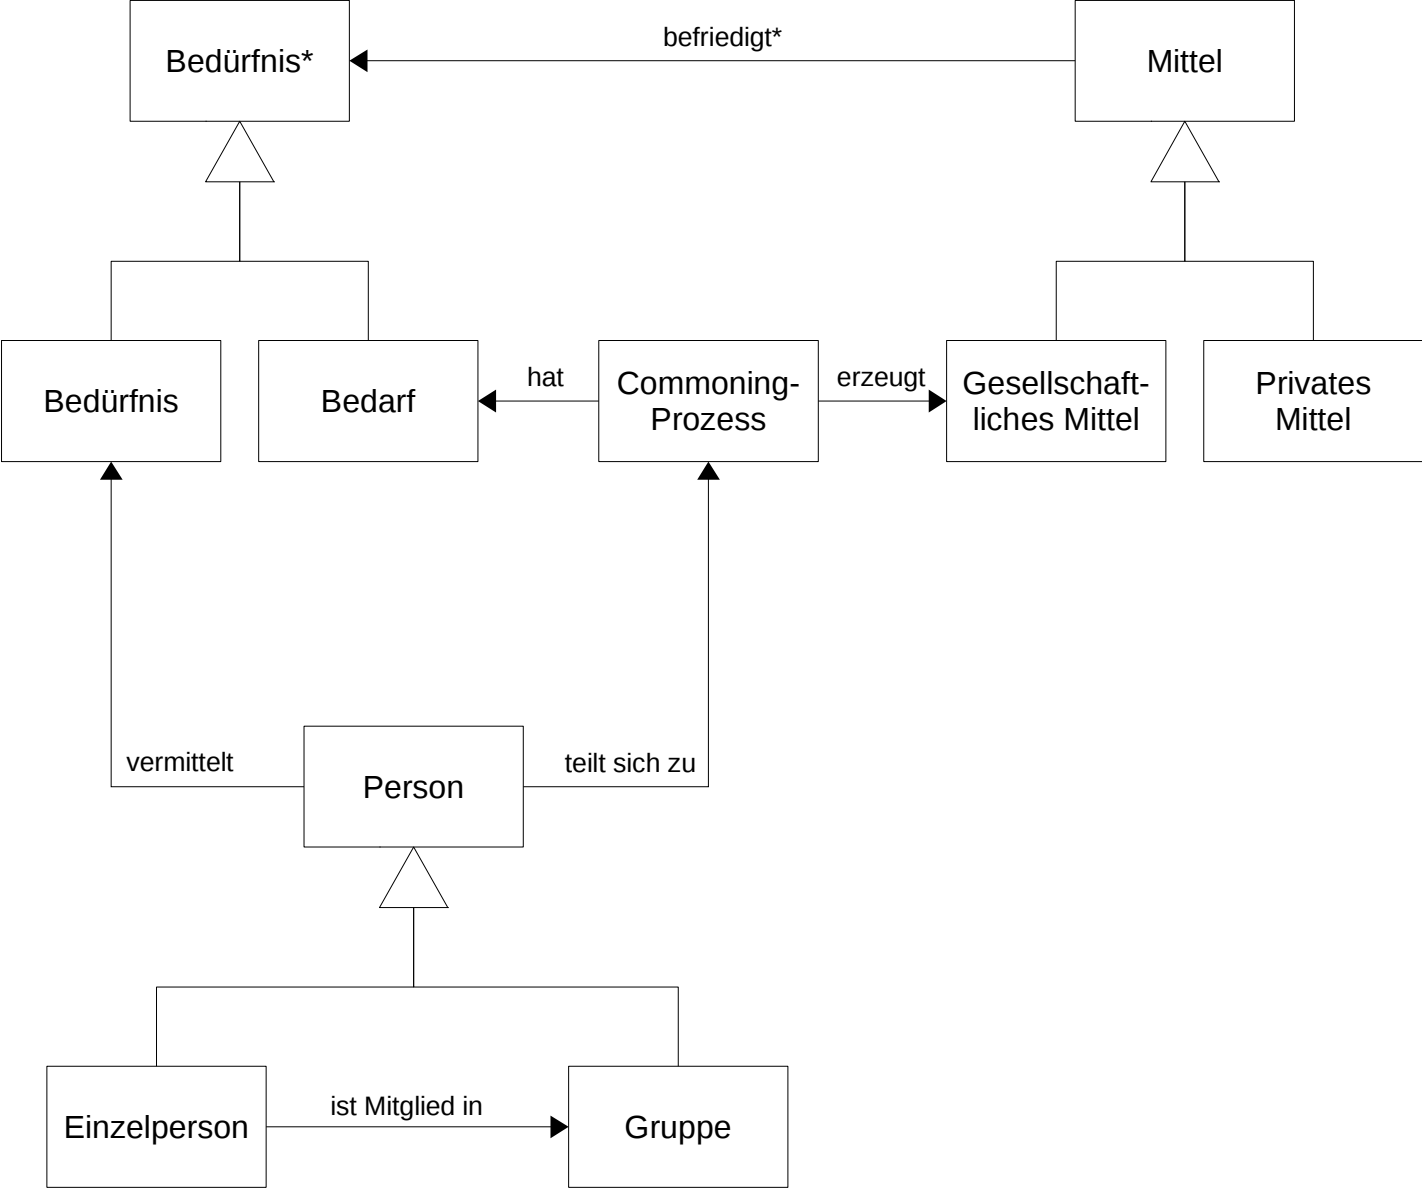 Bedürfnis*
befriedigt*
Mittel
Bedürfnis
Bedarf
hat
Commoning-
Prozess
erzeugt
Gesellschaft-
liches Mittel
Privates
Mittel
vermittelt
Person
teilt sich zu
Einzelperson
ist Mitglied in
Gruppe